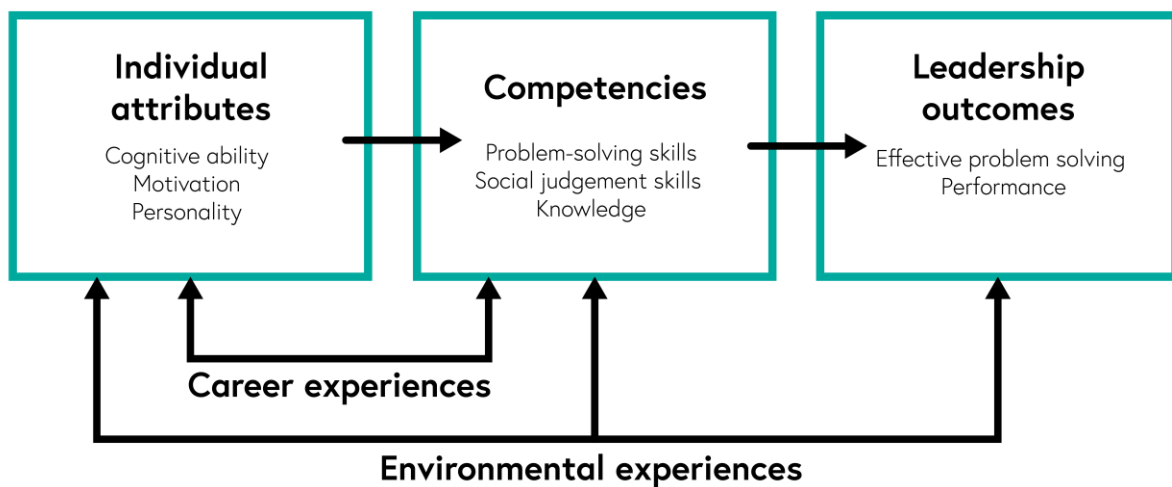 Individual
attributes
Cognitive ability
Motivation
Personality
Competencies
Problem-solving skills
Social judgement skills
Knowledge
Leadership
outcomes
Effective problem solving
Performance
Career experiences
Environmental experiences